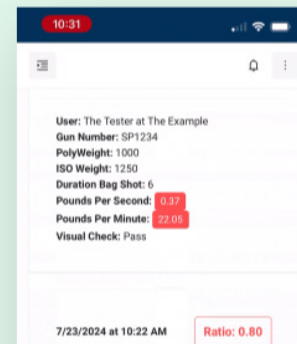 10:31
User: The Tester at The Example
Gun Number: SP1234
PolyWeight: 1000
ISO Weight: 1250
Duration Bag Shot: 6
Pounds Per Second: 0.37
Pounds Per Minute: 22.05
Visual Check: Pass
7/23/2024 at 10:22 AM Ratio: 0.80